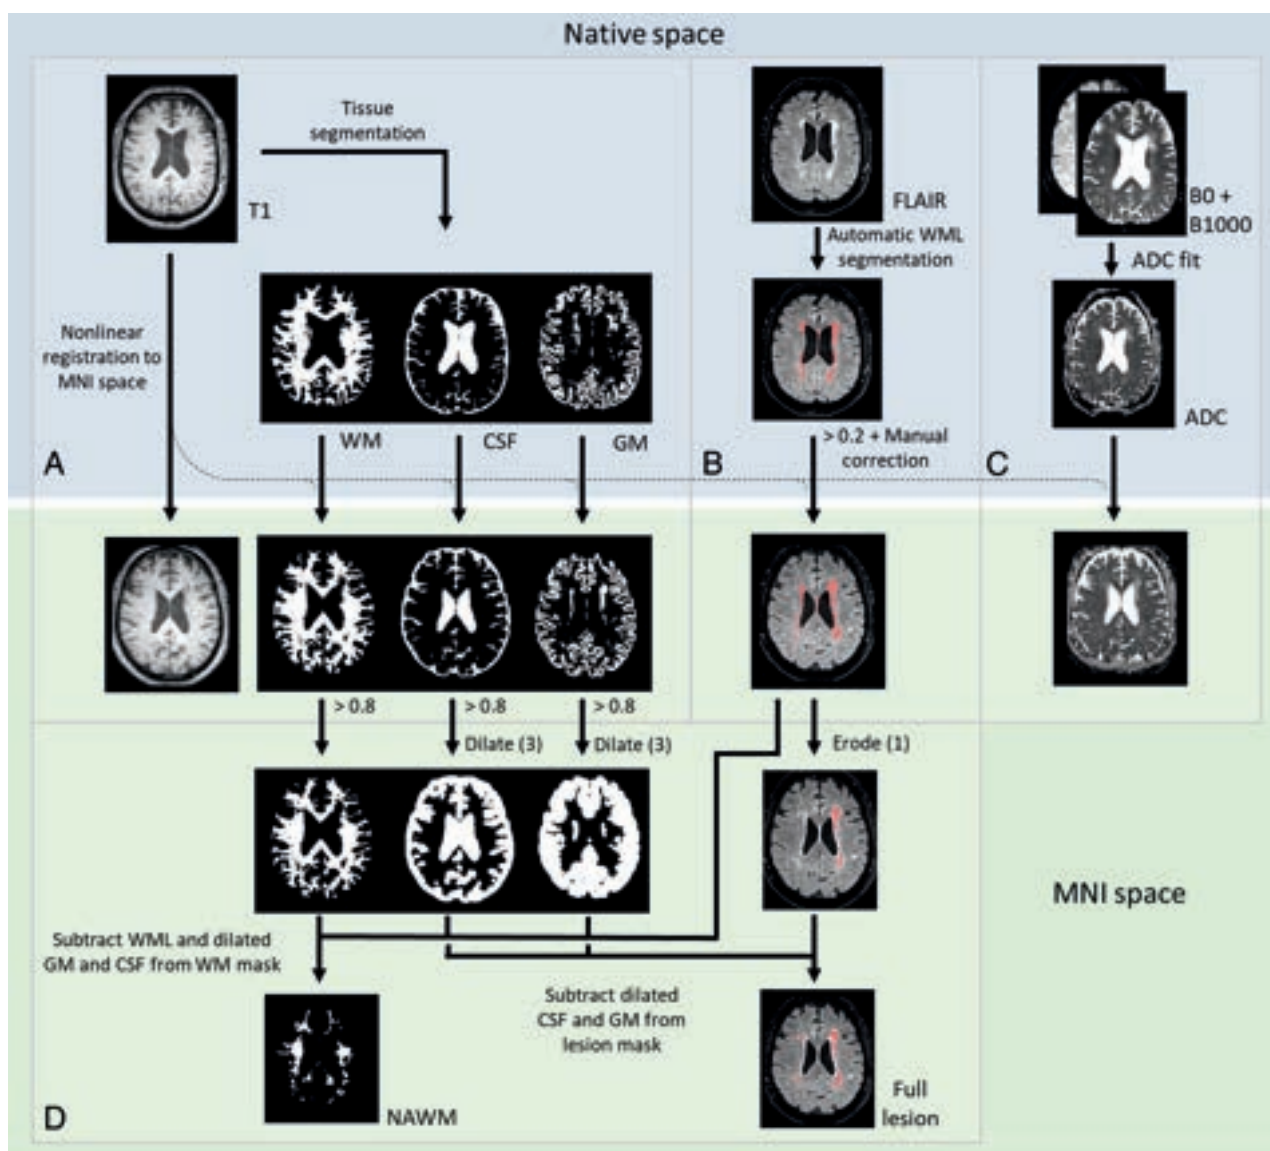 Native space
Tissue
segmentation
T1
FLAIR
B0 +
B1000
Automatic WML
segmentation
ADC fit
Nonlinear
registration to
MNI space
ADC
WM
CSF
GM
> 0.2 + Manual
correction
A
B
C
> 0.8
> 0.8
> 0.8
Dilate (3)
Dilate (3)
Erode (1)
MNI space
Subtract WML and dilated
GM and CSF from WM mask
Subtract dilated
CSF and GM from
lesion mask
Full
lesion
NAWM
D